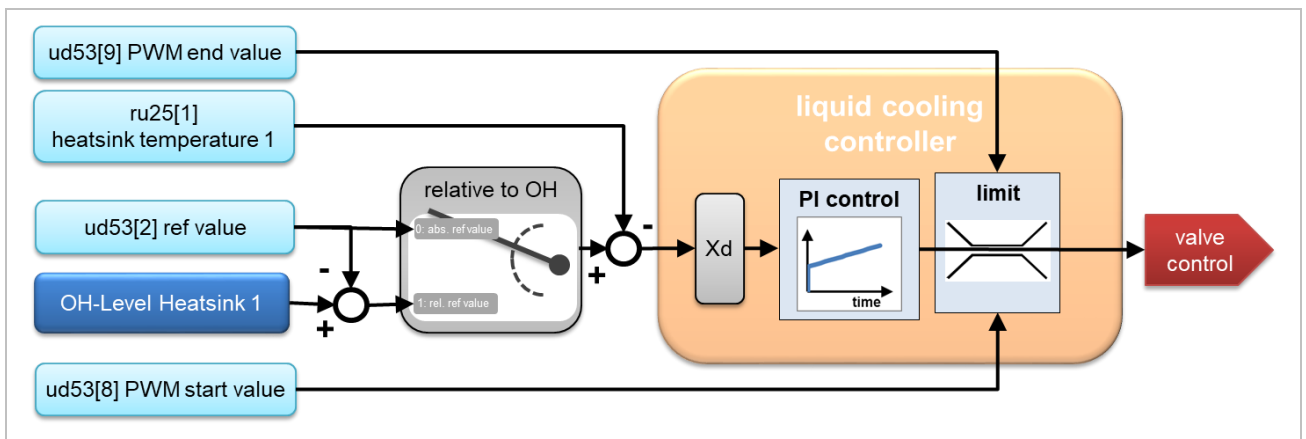 ud53[9] PWM end value
ru25[1]
heatsink temperature 1
ud53[2] ref value
OH-Level Heatsink 1
ud53[8] PWM start value
relative to OH
0: abs. ref value
1: rel. ref value
-
+
+
-
liquid cooling
controller
Xd
PI control
time
limit
valve
control